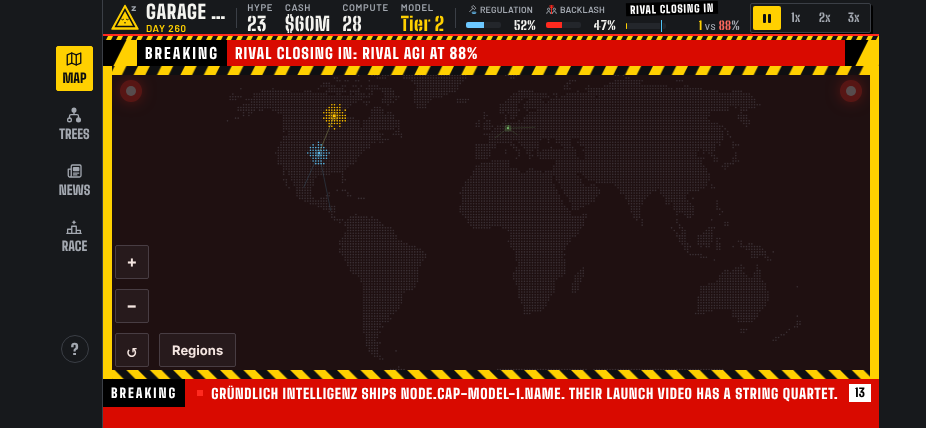 GARAGE ...
DAY 260
HYPE
23
CASH
$60M
COMPUTE
28
MODEL
Tier 2
REGULATION
52%
BACKLASH
47%
RIVAL CLOSING IN
1 vs 88%
1x
2x
3x
BREAKING
RIVAL CLOSING IN: RIVAL AGI AT 88%
MAP
TREES
NEWS
RACE
?
+
−
↺
Regions
BREAKING
GRÜNDLICH INTELLIGENZ SHIPS NODE.CAP-MODEL-1.NAME. THEIR LAUNCH VIDEO HAS A STRING QUARTET.
13